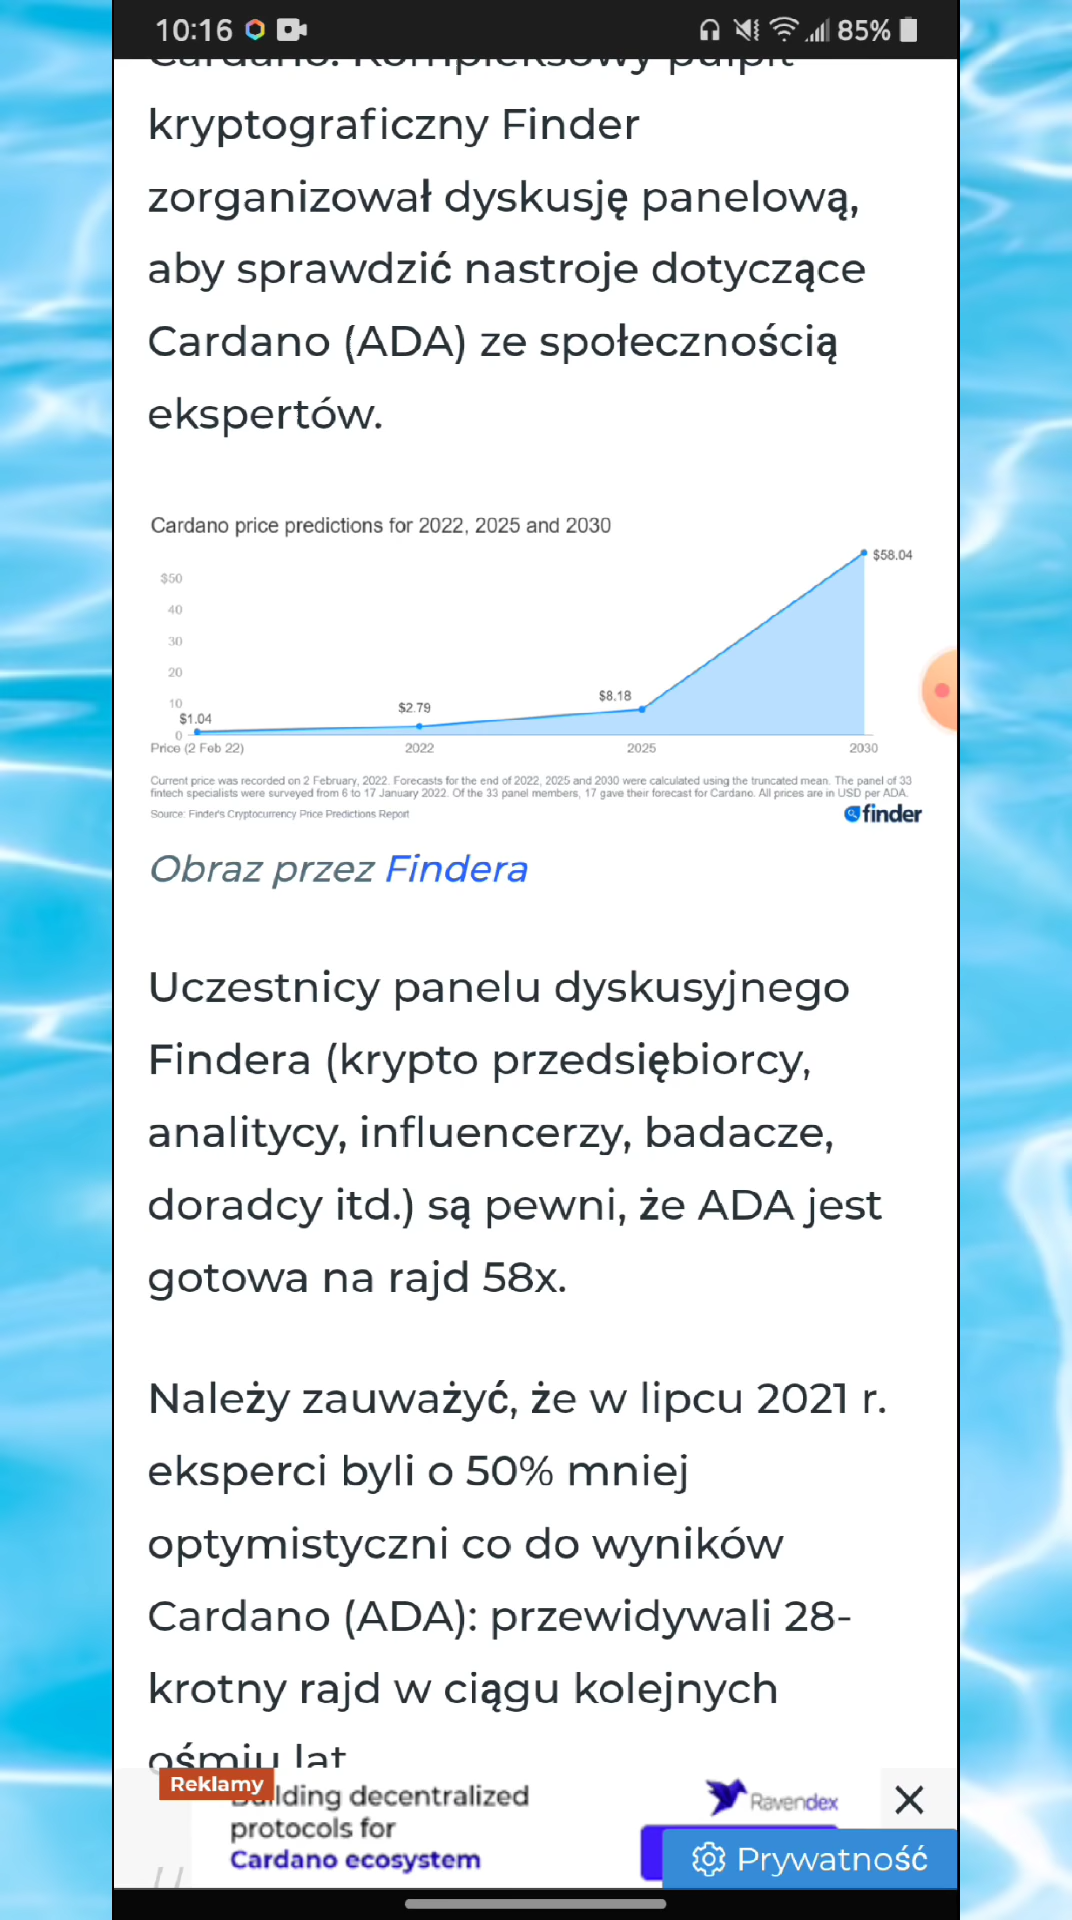 10:16
85%
Cardano. Kompleksowy pulpit
kryptograficzny Finder
zorganizował dyskusję panelową,
aby sprawdzić nastroje dotyczące
Cardano (ADA) ze społecznością
ekspertów.
Cardano price predictions for 2022, 2025 and 2030
$58.04
$50
40
30
20
10
$8.18
$2.79
$1.04
0
Price (2 Feb 22) 2022 2025 2030
Current price was recorded on 2 February, 2022. Forecasts for the end of 2022, 2025 and 2030 were calculated using the truncated mean. The panel of 33
fintech specialists were surveyed from 6 to 17 January 2022. Of the 33 panel members, 17 gave their forecast for Cardano. All prices are in USD per ADA.
Source: Finder's Cryptocurrency Price Predictions Report
finder
Obraz przez Findera
Uczestnicy panelu dyskusyjnego
Findera (krypto przedsiębiorcy,
analitycy, influencerzy, badacze,
doradcy itd.) są pewni, że ADA jest
gotowa na rajd 58x.
Należy zauważyć, że w lipcu 2021 r.
eksperci byli o 50% mniej
optymistyczni co do wyników
Cardano (ADA): przewidywali 28-
krotny rajd w ciągu kolejnych
ośmiu lat
Reklamy
Building decentralized
protocols for
Cardano ecosystem
Ravendex
Prywatność